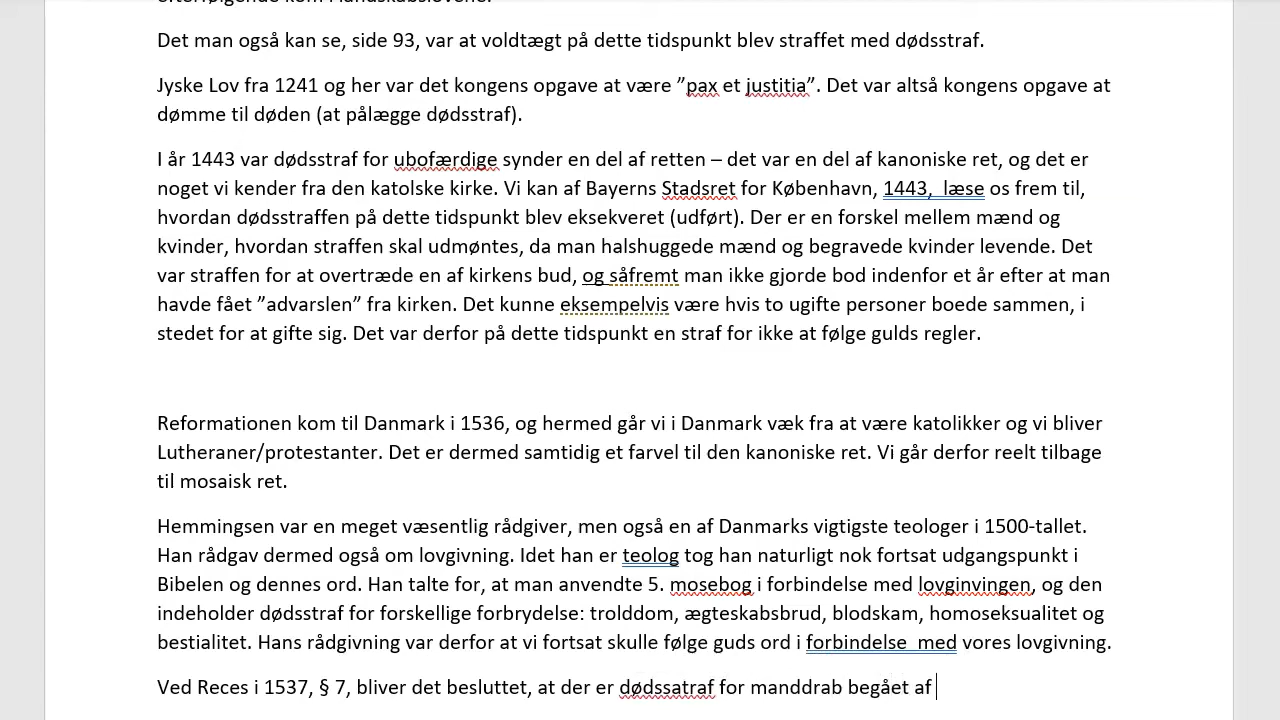 efterfølgende kom i landskabslovene.
Det man også kan se, side 93, var at voldtægt på dette tidspunkt blev straffet med dødsstraf.
Jyske Lov fra 1241 og her var det kongens opgave at være ”pax et justitia”. Det var altså kongens opgave at
dømme til døden (at pålægge dødsstraf).
I år 1443 var dødsstraf for ubofærdige synder en del af retten – det var en del af kanoniske ret, og det er
noget vi kender fra den katolske kirke. Vi kan af Bayerns Stadsret for København, 1443,  læse os frem til,
hvordan dødsstraffen på dette tidspunkt blev eksekveret (udført). Der er en forskel mellem mænd og
kvinder, hvordan straffen skal udmøntes, da man halshuggede mænd og begravede kvinder levende. Det
var straffen for at overtræde en af kirkens bud, og såfremt man ikke gjorde bod indenfor et år efter at man
havde fået ”advarslen” fra kirken. Det kunne eksempelvis være hvis to ugifte personer boede sammen, i
stedet for at gifte sig. Det var derfor på dette tidspunkt en straf for ikke at følge gulds regler.
Reformationen kom til Danmark i 1536, og hermed går vi i Danmark væk fra at være katolikker og vi bliver
Lutheraner/protestanter. Det er dermed samtidig et farvel til den kanoniske ret. Vi går derfor reelt tilbage
til mosaisk ret.
Hemmingsen var en meget væsentlig rådgiver, men også en af Danmarks vigtigste teologer i 1500-tallet.
Han rådgav dermed også om lovgivning. Idet han er teolog tog han naturligt nok fortsat udgangspunkt i
Bibelen og dennes ord. Han talte for, at man anvendte 5. mosebog i forbindelse med lovginvingen, og den
indeholder dødsstraf for forskellige forbrydelse: trolddom, ægteskabsbrud, blodskam, homoseksualitet og
bestialitet. Hans rådgivning var derfor at vi fortsat skulle følge guds ord i forbindelse  med vores lovgivning.
Ved Reces i 1537, § 7, bliver det besluttet, at der er dødssatraf for manddrab begået af